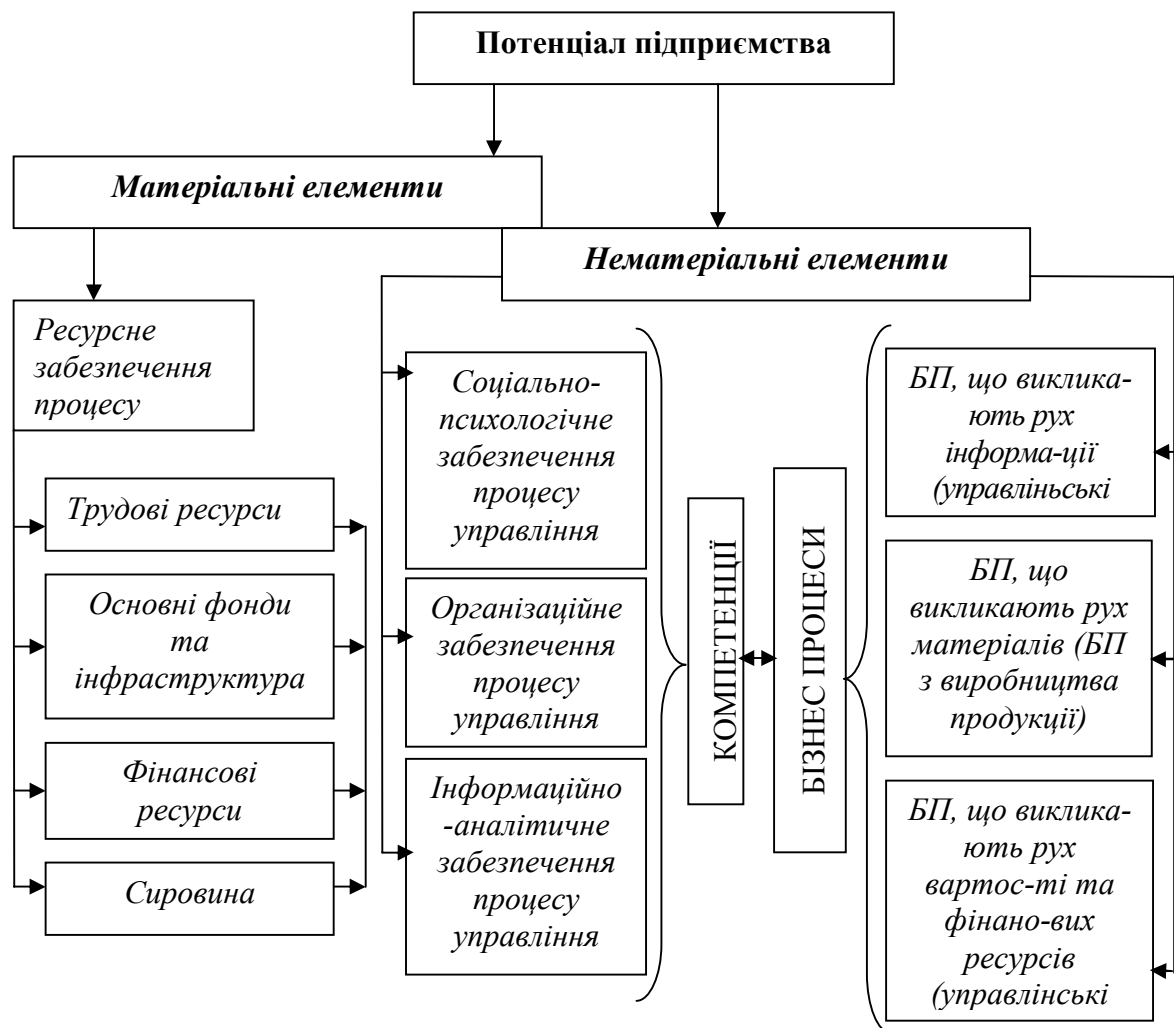 Потенціал підприємства
Матеріальні елементи
Нематеріальні елементи
Ресурсне
забезпечення
процесу
Трудові ресурси
Основні фонди
та
інфраструктура
Фінансові
ресурси
Сировина
Соціально-
психологічне
забезпечення
процесу
управління
Організаційне
забезпечення
процесу
управління
Інформаційно
-аналітичне
забезпечення
процесу
управління
КОМПЕТЕНЦІЇ
БІЗНЕС ПРОЦЕСИ
БП, що виклика-
ють рух
інформа-ції
(управліньські
БП, що
викликають рух
матеріалів (БП
з виробництва
продукції)
БП, що виклика-
ють рух
вартос-ті та
фінано-вих
ресурсів
(управлінські